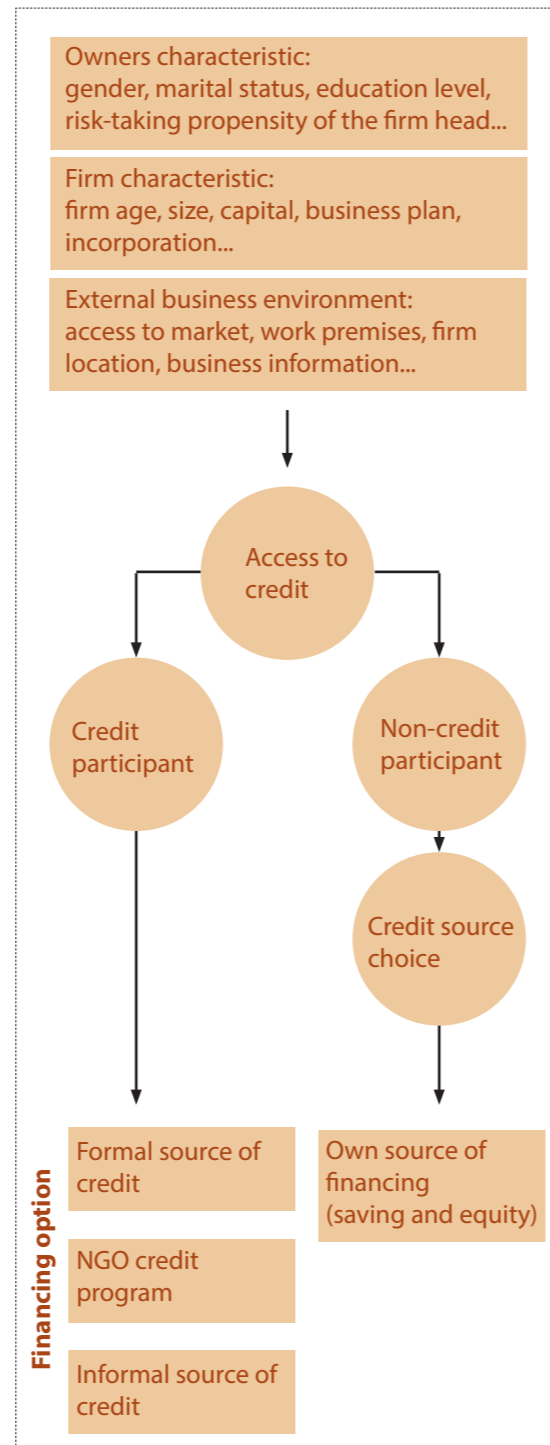 Owners characteristic:
gender, marital status, education level,
risk-taking propensity of the firm head...
Firm characteristic:
firm age, size, capital, business plan,
incorporation...
External business environment:
access to market, work premises, firm
location, business information...
Access to
credit
Credit
participant
Non-credit
participant
Credit source
choice
Financing option
Formal source of
credit
NGO credit
program
Informal source of
credit
Own source of
financing
(saving and equity)